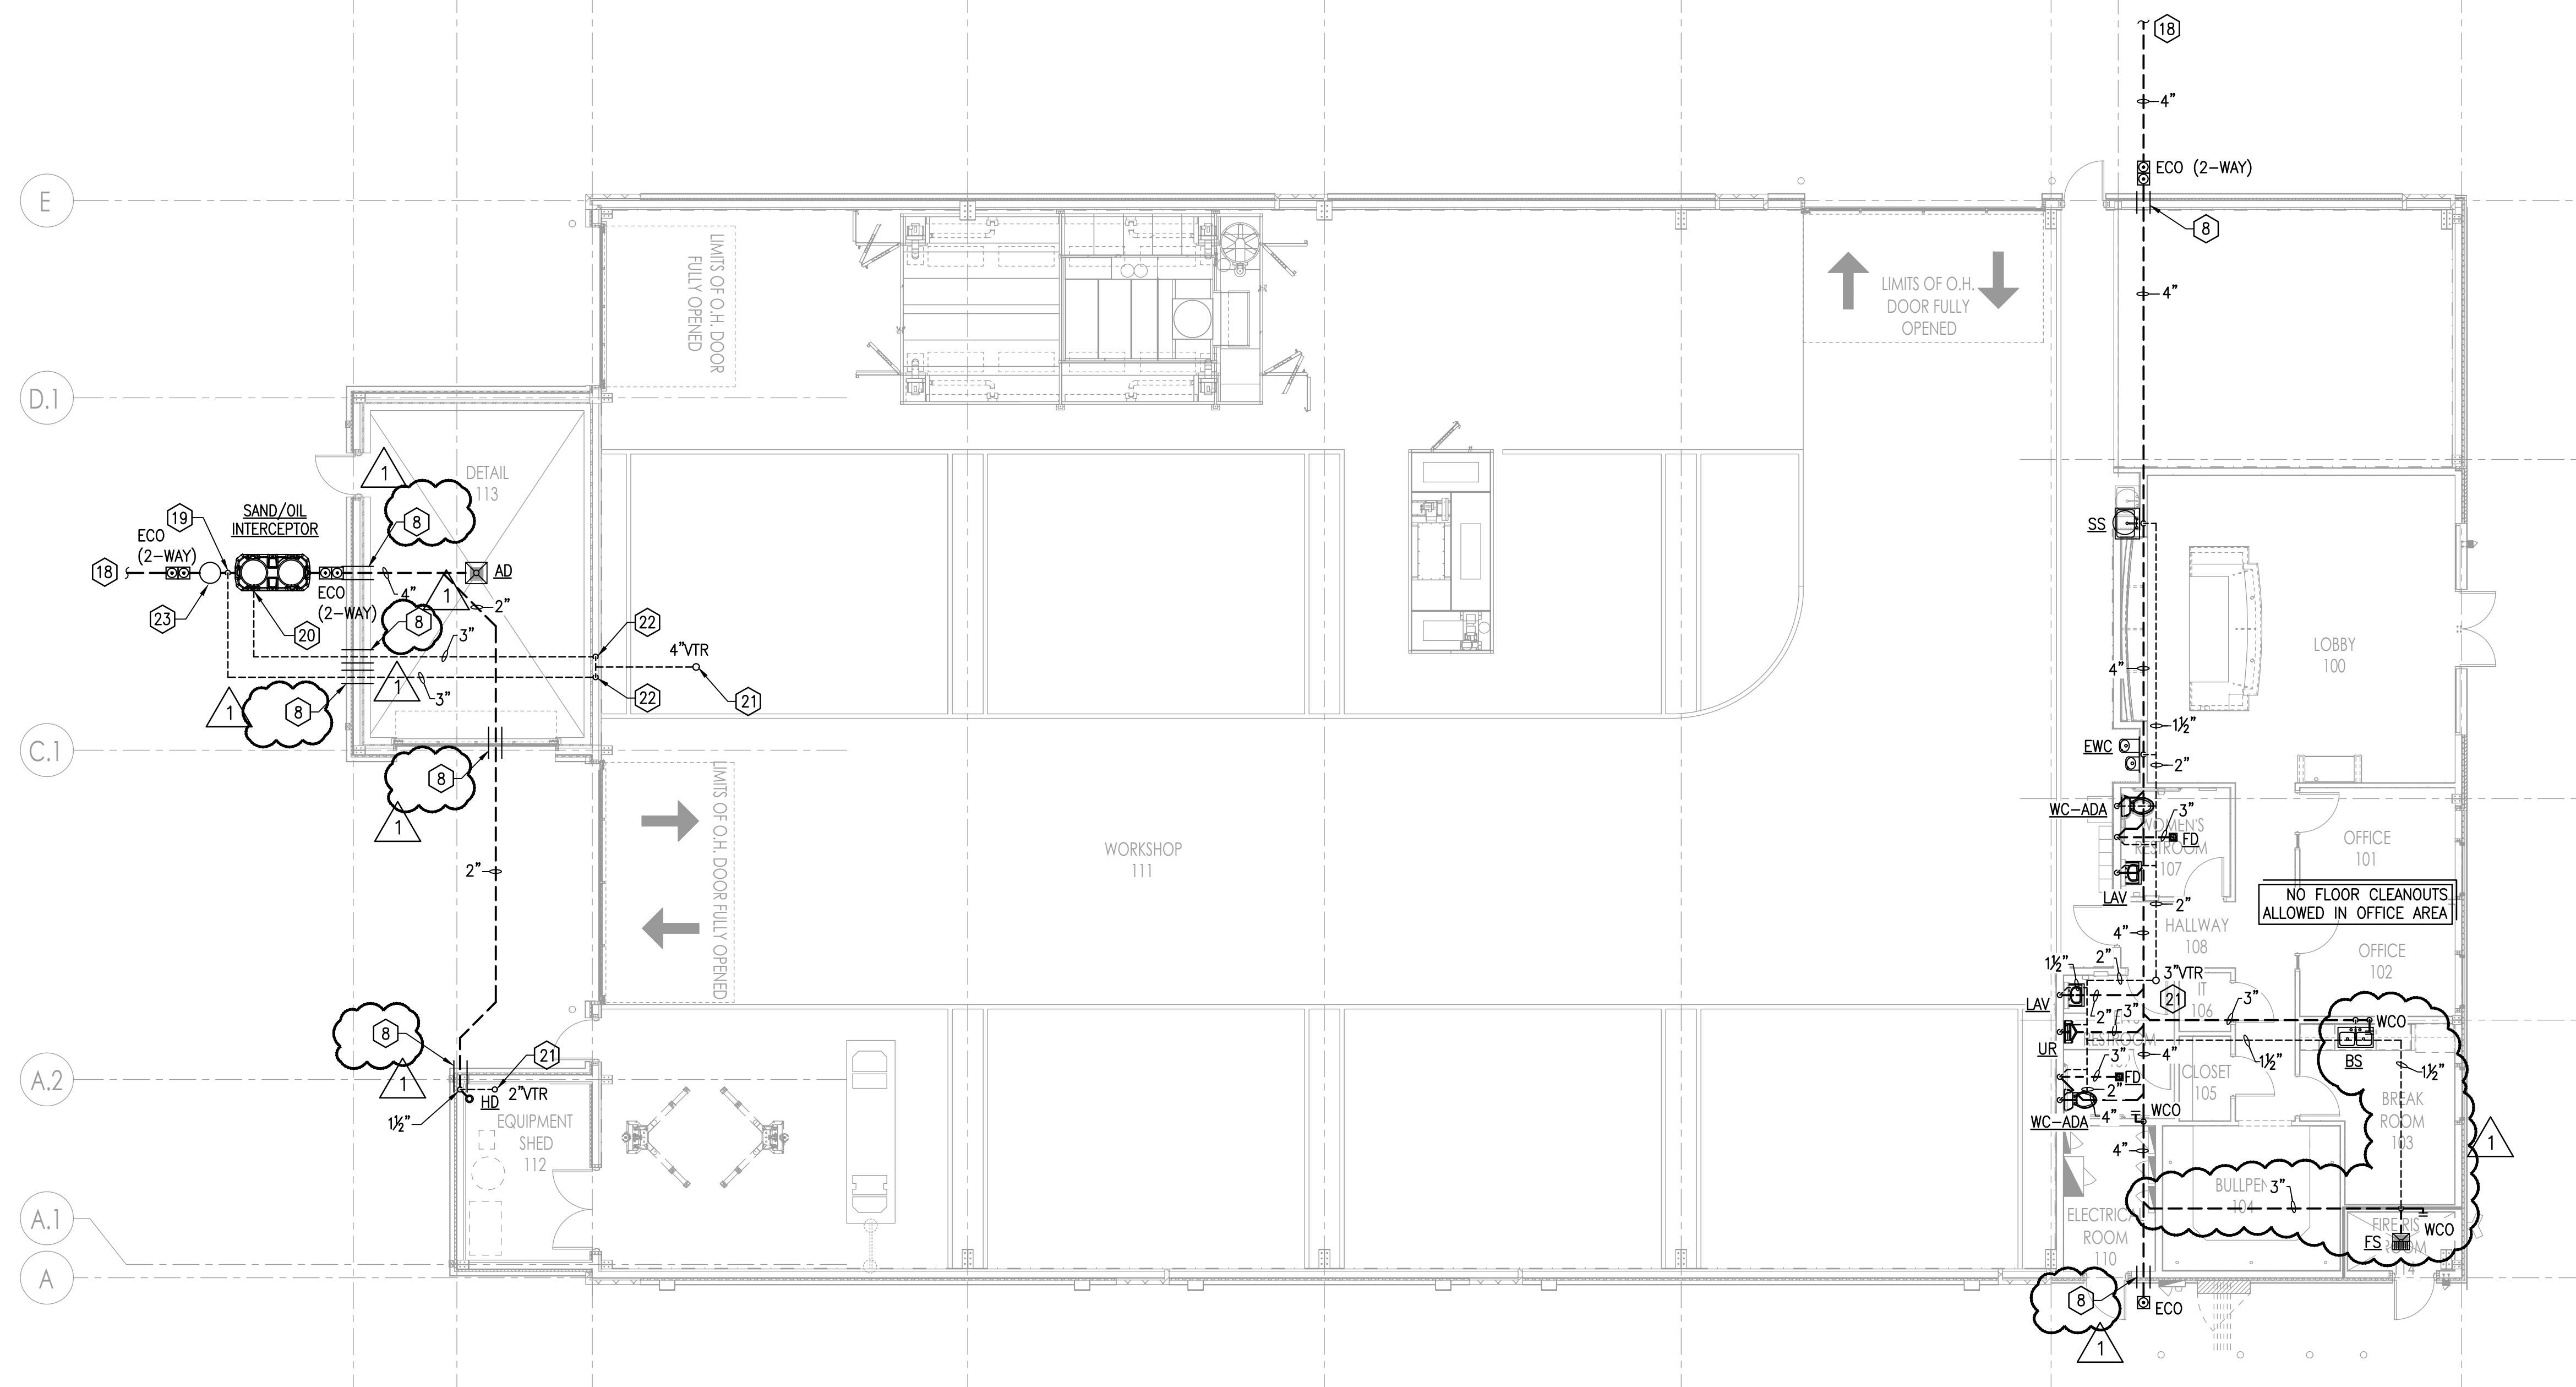 18
4"
ECO (2-WAY)
8
4"
E
LIMITS OF O.H. DOOR
FULLY OPENED
LIMITS OF O.H.
DOOR FULLY
OPENED
D.1
1
DETAIL
113
8
19
SAND/OIL
INTERCEPTOR
ECO
(2-WAY)
18
23
20
ECO
(2-WAY)
4"
AD
1
2"
8
3"
22
4"VTR
22
21
1
3"
1
8
C.1
8
1
LIMITS OF O.H. DOOR FULLY OPENED
2"
WORKSHOP
111
SS
4"
LOBBY
100
1½"
EWC
2"
WC-ADA
3"
FD
WOMEN'S
RESTROOM
107
LAV
2"
OFFICE
101
NO FLOOR CLEANOUTS
ALLOWED IN OFFICE AREA
HALLWAY
108
4"
OFFICE
102
2"
1½"
3"VTR
21
IT
106
3"
LAV
2"
3"
UR
RESTROOM
4"
3"
FD
2"
4"
WC-ADA
WCO
BS
1½"
1½"
CLOSET
105
BREAK
ROOM
103
WCO
4"
1
BULLPEN
104
3"
WCO
FS
ELECTRICAL
ROOM
110
8
ECO
1
8
1
A.2
21
2"VTR
HD
1½"
EQUIPMENT
SHED
112
A.1
A